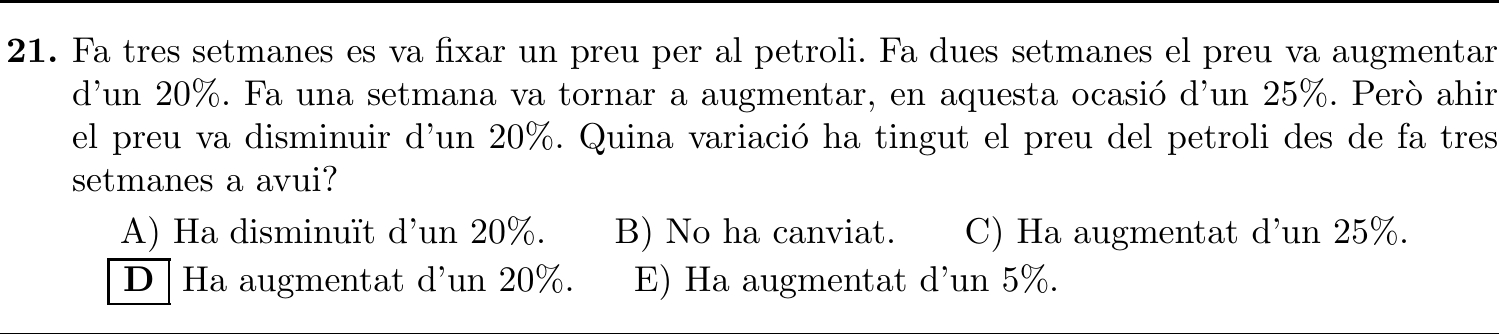 21. Fa tres setmanes es va fixar un preu per al petroli. Fa dues setmanes el preu va augmentar
d'un 20%. Fa una setmana va tornar a augmentar, en aquesta ocasió d'un 25%. Però ahir
el preu va disminuir d'un 20%. Quina variació ha tingut el preu del petroli des de fa tres
setmanes a avui?
A) Ha disminuït d'un 20%. B) No ha canviat. C) Ha augmentat d'un 25%.
D Ha augmentat d'un 20%. E) Ha augmentat d'un 5%.